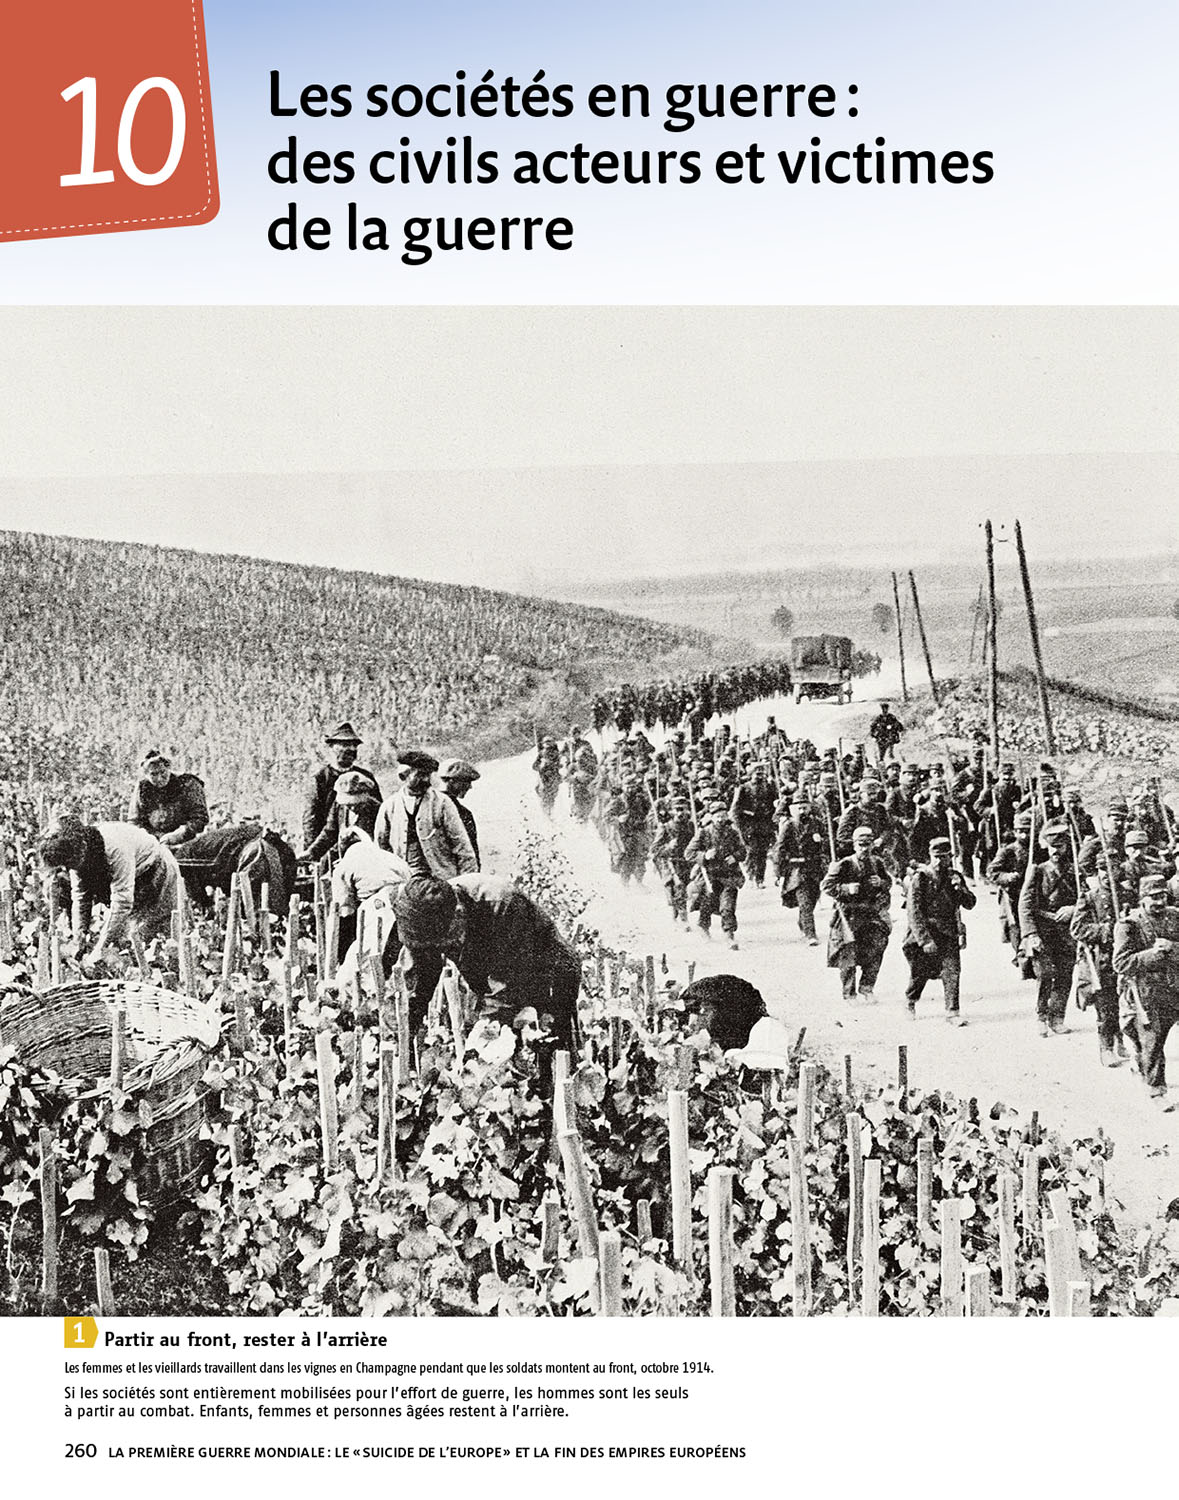 10
Les sociétés en guerre :
des civils acteurs et victimes
de la guerre
1 Partir au front, rester à l'arrière
Les femmes et les vieillards travaillent dans les vignes en Champagne pendant que les soldats montent au front, octobre 1914.
Si les sociétés sont entièrement mobilisées pour l'effort de guerre, les hommes sont les seuls
à partir au combat. Enfants, femmes et personnes âgées restent à l'arrière.
260 LA PREMIÈRE GUERRE MONDIALE : LE « SUICIDE DE L'EUROPE » ET LA FIN DES EMPIRES EUROPÉENS